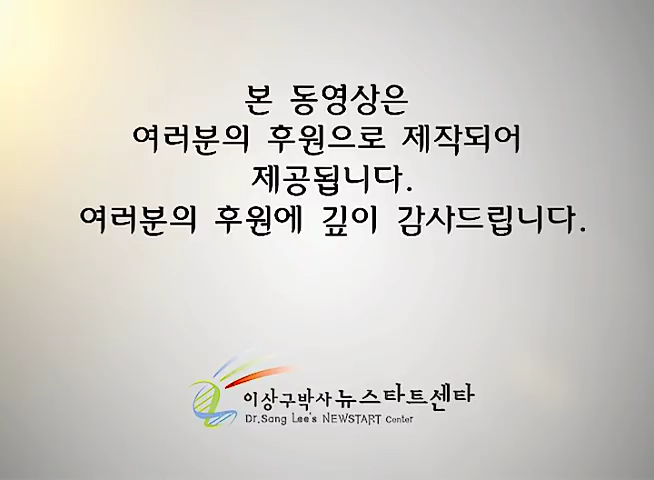 본 동영상은
여러분의 후원으로 제작되어
제공됩니다.
여러분의 후원에 깊이 감사드립니다.
이상구박사 뉴스타트센타
Dr.Sang Lee's NEWSTART Center